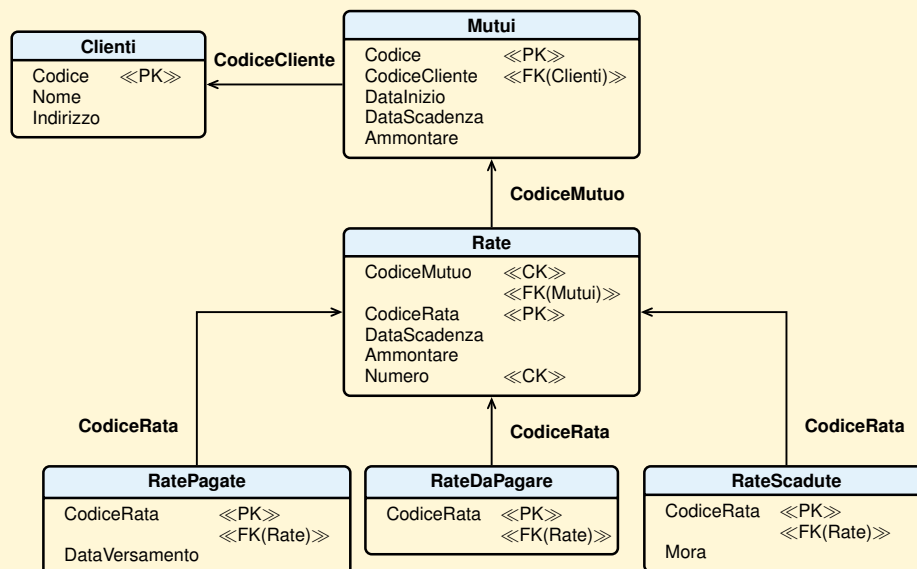 Clienti
Codice ≪PK≫
Nome
Indirizzo
CodiceCliente
Mutui
Codice ≪PK≫
CodiceCliente ≪FK(Clienti)≫
DataInizio
DataScadenza
Ammontare
CodiceMutuo
Rate
CodiceMutuo ≪CK≫
≪FK(Mutui)≫
CodiceRata ≪PK≫
DataScadenza
Ammontare
Numero ≪CK≫
CodiceRata
CodiceRata
CodiceRata
RatePagate
CodiceRata ≪PK≫
≪FK(Rate)≫
DataVersamento
RateDaPagare
CodiceRata ≪PK≫
≪FK(Rate)≫
RateScadute
CodiceRata ≪PK≫
≪FK(Rate)≫
Mora